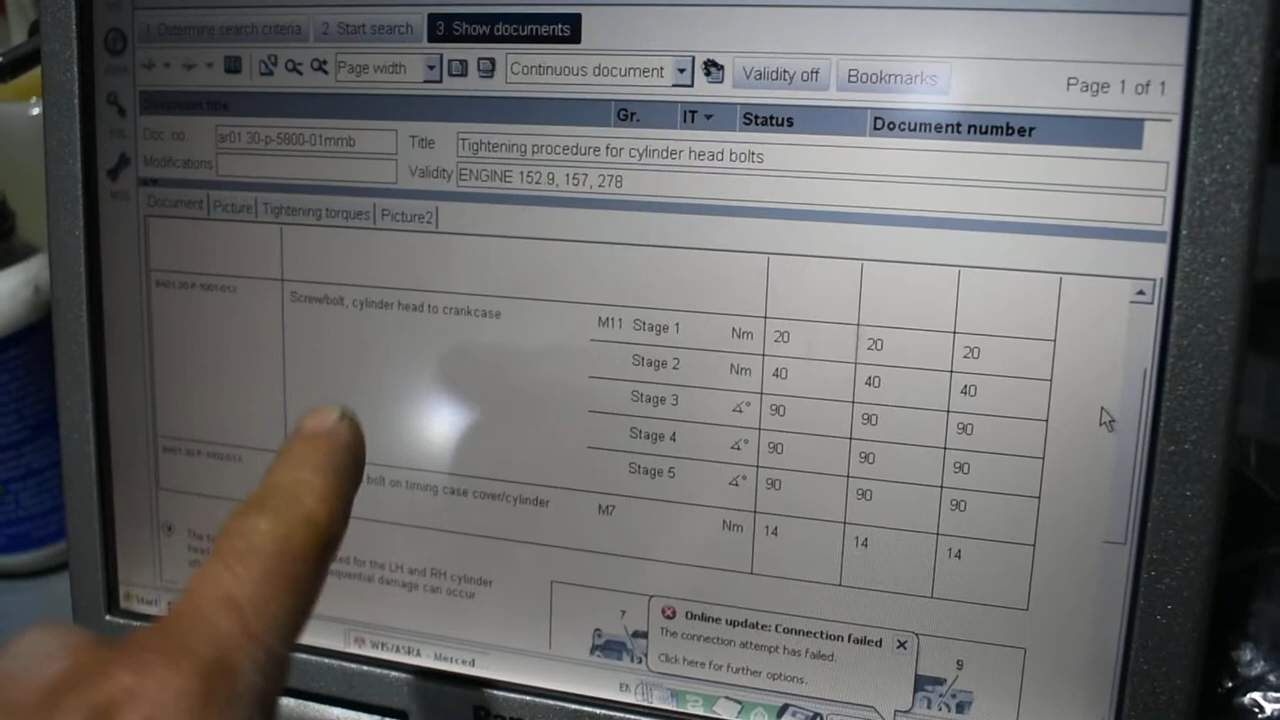 1. Determine search criteria 2. Start search 3. Show documents
Page width Continuous document Validity off Bookmarks Page 1 of 1
Document title Gr. IT Status Document number
Doc. no. ar01.30-p-5800-01mmb Title Tightening procedure for cylinder head bolts
Modifications Validity ENGINE 152.9, 157, 278
Document Picture Tightening torques Picture2
Screw/bolt, cylinder head to crankcase M11 Stage 1 Nm 20 20 20
Stage 2 Nm 40 40 40
Stage 3 ∡° 90 90 90
Stage 4 ∡° 90 90 90
Stage 5 ∡° 90 90 90
bolt on timing case cover/cylinder M7 Nm 14 14 14
for the LH and RH cylinder
damage can occur
7
9
Online update: Connection failed
The connection attempt has failed.
Click here for further options.
Start WIS/ASRA - Merced
EN